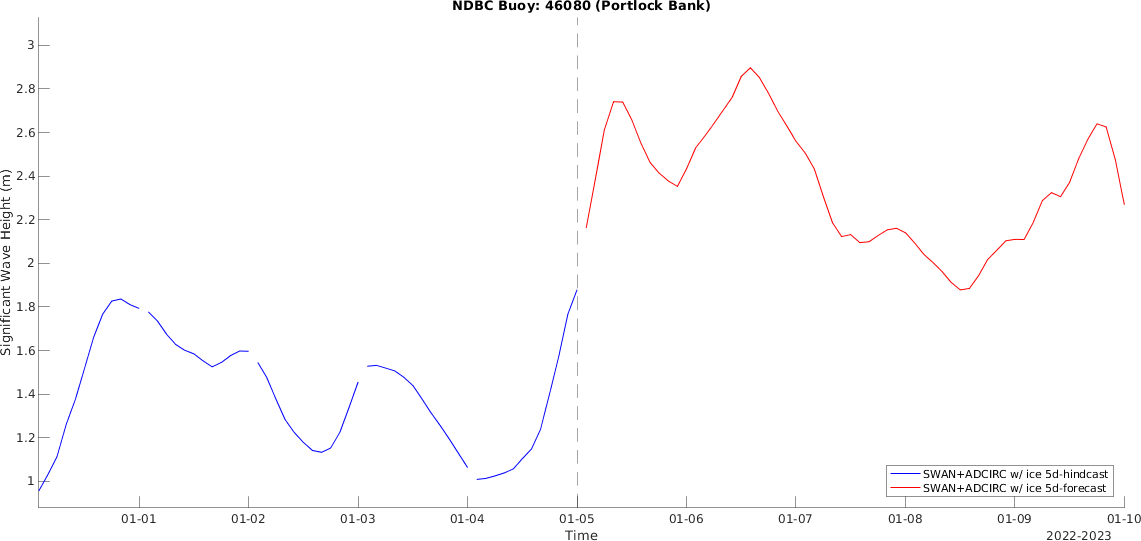 NDBC Buoy: 46080 (Portlock Bank)
Significant Wave Height (m)
3
2.8
2.6
2.4
2.2
2
1.8
1.6
1.4
1.2
1
SWAN+ADCIRC w/ ice 5d-hindcast
SWAN+ADCIRC w/ ice 5d-forecast
01-01 01-02 01-03 01-04 01-05 01-06 01-07 01-08 01-09 01-10
Time
2022-2023